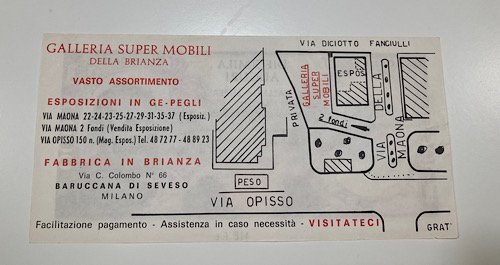 GALLERIA SUPER MOBILI
DELLA BRIANZA
VASTO ASSORTIMENTO
ESPOSIZIONI IN GE-PEGLI
VIA MAONA 22-24-23-25-27-29-31-35-37 (Esposiz.)
VIA MAONA 2 Fondi (Vendita Esposizione)
VIA OPISSO 150 n. (Mag. Espos.) Tel. 48 72 77 - 48 89 23
FABBRICA IN BRIANZA
Via C. Colombo N° 66
BARUCCANA DI SEVESO
MILANO
VIA DICIOTTO FANCIULLI
PRIVATA
GALLERIA
SUPER
MOBILI
ESPOS
DELLA
2 fondi
VIA
MAONA
PESO
VIA OPISSO
Facilitazione pagamento - Assistenza in caso necessità - VISITATECI
GRAT'